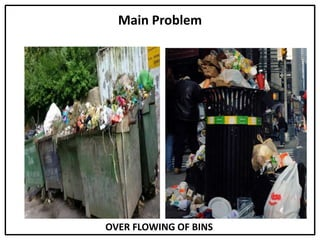 Main Problem
OVER FLOWING OF BINS